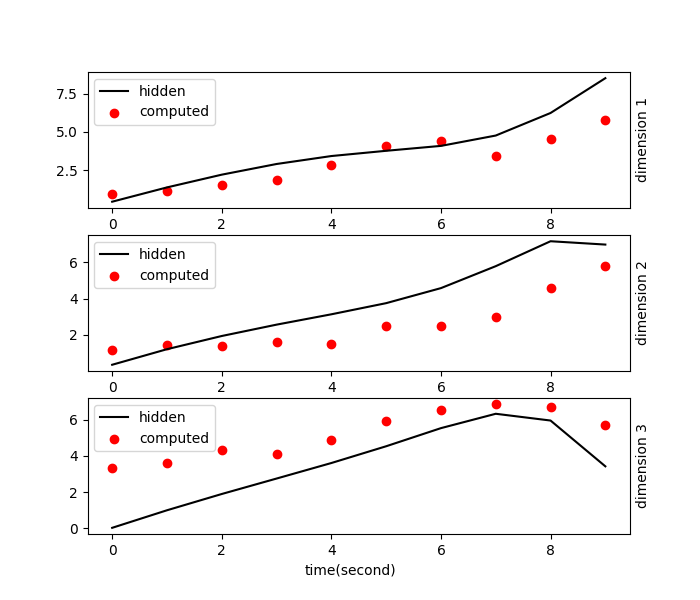 hidden
computed
7.5
5.0
2.5
0 2 4 6 8
dimension 1
hidden
computed
6
4
2
0 2 4 6 8
dimension 2
hidden
computed
6
4
2
0
0 2 4 6 8
dimension 3
time(second)